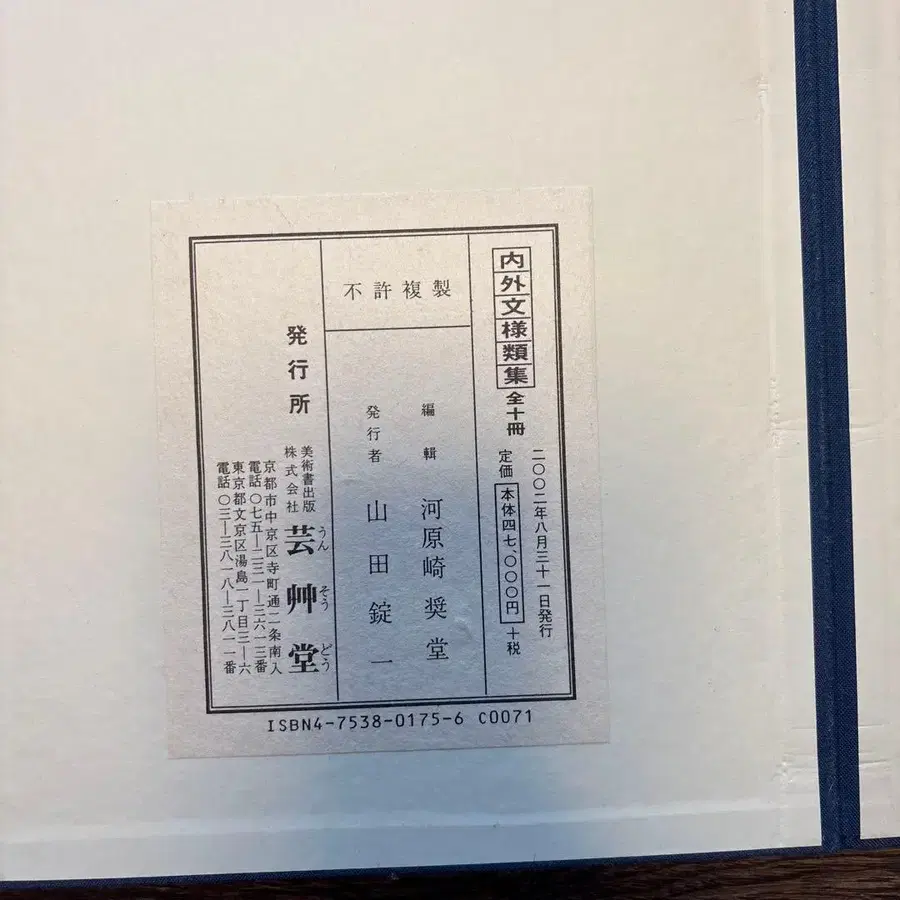 内外文様類集 全十冊
二〇〇二年八月三十一日発行
定価 本体四七、〇〇〇円 +税
不許複製
編輯 河原崎奨堂
発行者 山田錠一
発行所
美術書出版
株式会社 芸艸堂
うんそうどう
京都市中京区寺町通二条南入
電話〇七五―二三一―三六一三番
東京都文京区湯島一丁目三―六
電話〇三―三八一八―三八一一番
ISBN4-7538-0175-6 C0071